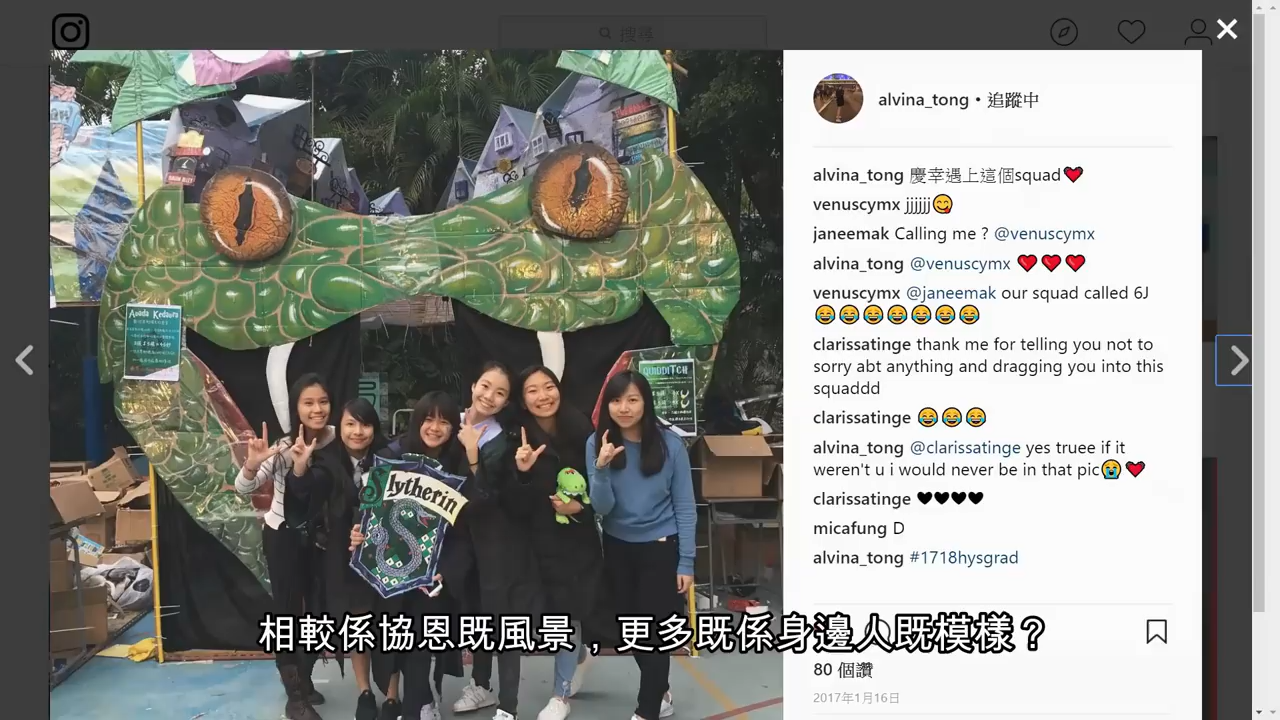 搜尋
alvina_tong • 追蹤中
alvina_tong 慶幸遇上這個squad❤
venuscymx jjjjj😋
janeemak Calling me ? @venuscymx
alvina_tong @venuscymx ❤❤❤
venuscymx @janeemak our squad called 6J
😂😂😂😂😂😂😂
clarissatinge thank me for telling you not to
sorry abt anything and dragging you into this
squaddd
clarissatinge 😂😂😂
alvina_tong @clarissatinge yes truee if it
weren't u i would never be in that pic😭❤
clarissatinge ♥♥♥♥
micafung D
alvina_tong #1718hysgrad
80 個讚
2017年1月16日
Avada Kedavra
QUIDDITCH
Slytherin
相較係協恩既風景，更多既係身邊人既模樣？